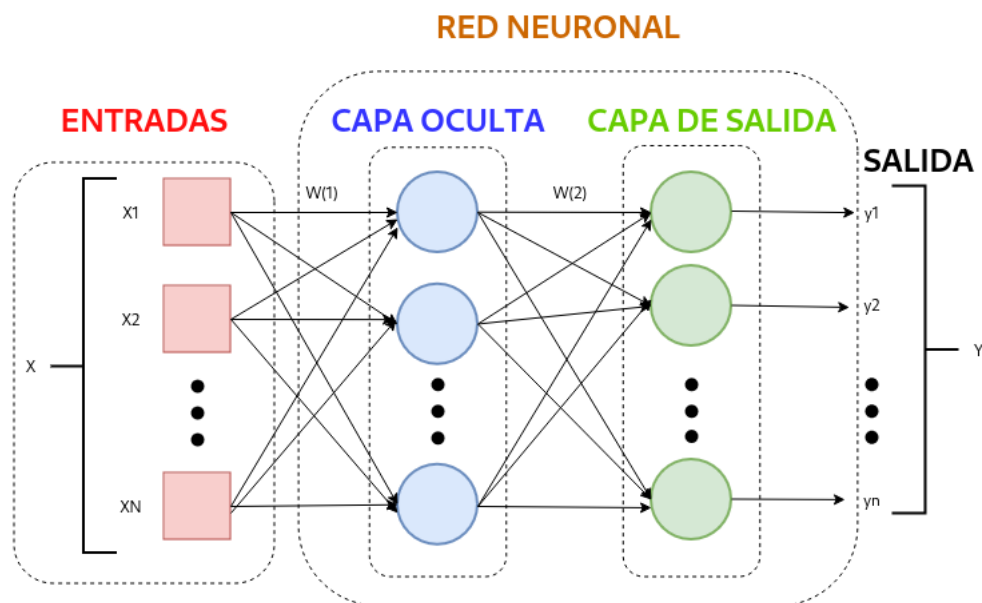 RED NEURONAL
ENTRADAS
CAPA OCULTA
CAPA DE SALIDA
SALIDA
X1
W(1)
W(2)
y1
X2
y2
X
Y
XN
yn